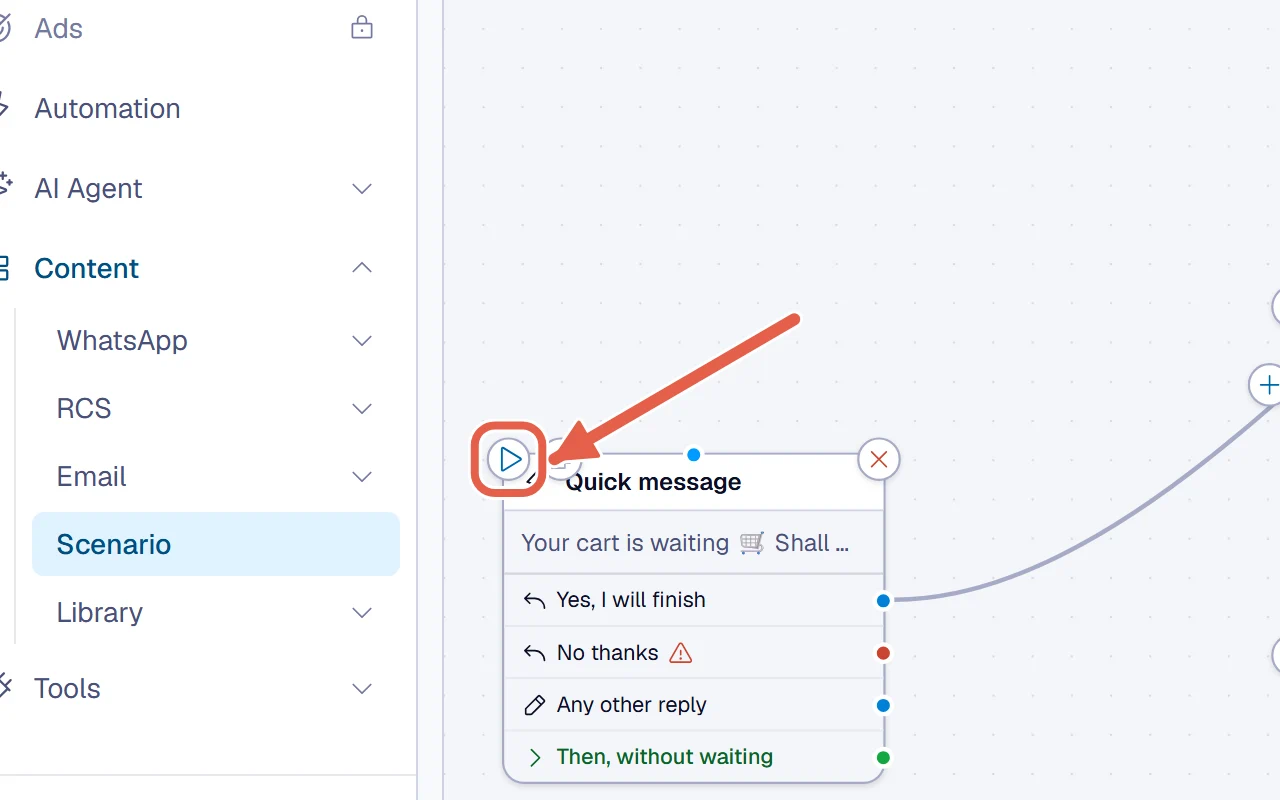 Ads
Automation
AI Agent
Content
WhatsApp
RCS
Email
Scenario
Library
Tools
Quick message
Your cart is waiting 🛒 Shall ...
Yes, I will finish
No thanks
Any other reply
Then, without waiting